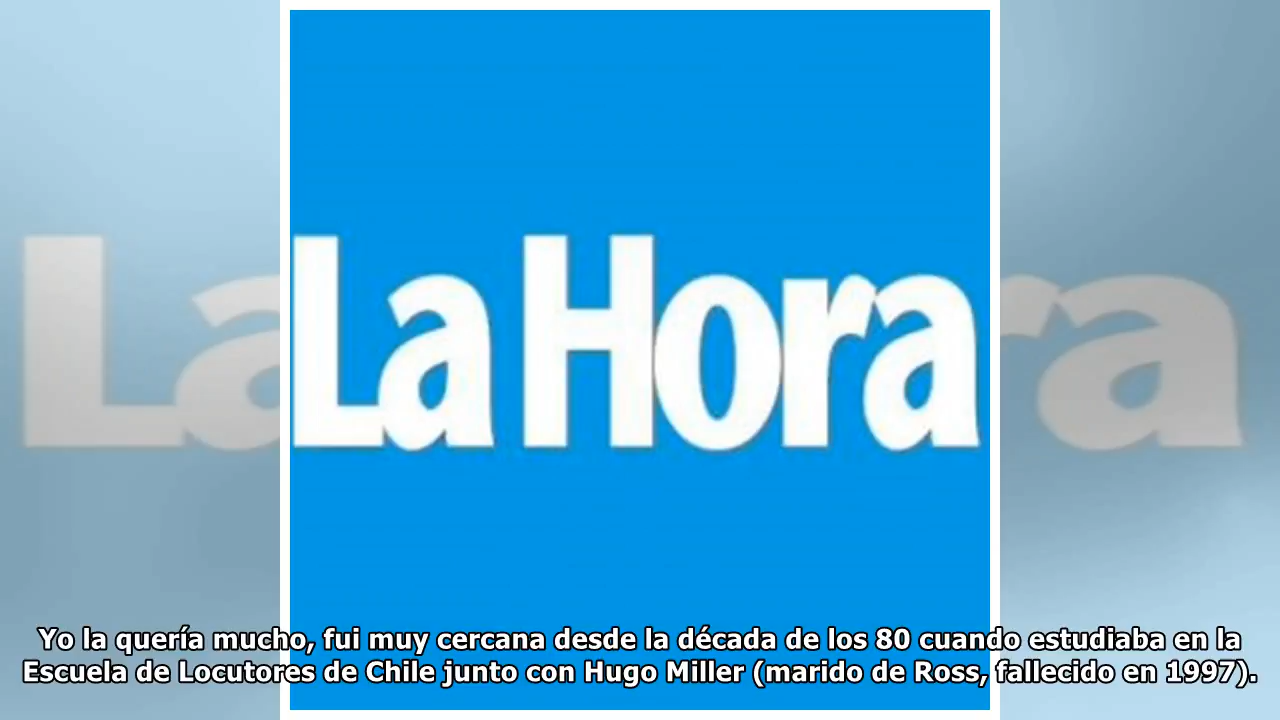 La Hora
Yo la quería mucho, fui muy cercana desde la década de los 80 cuando estudiaba en la
Escuela de Locutores de Chile junto con Hugo Miller (marido de Ross, fallecido en 1997).